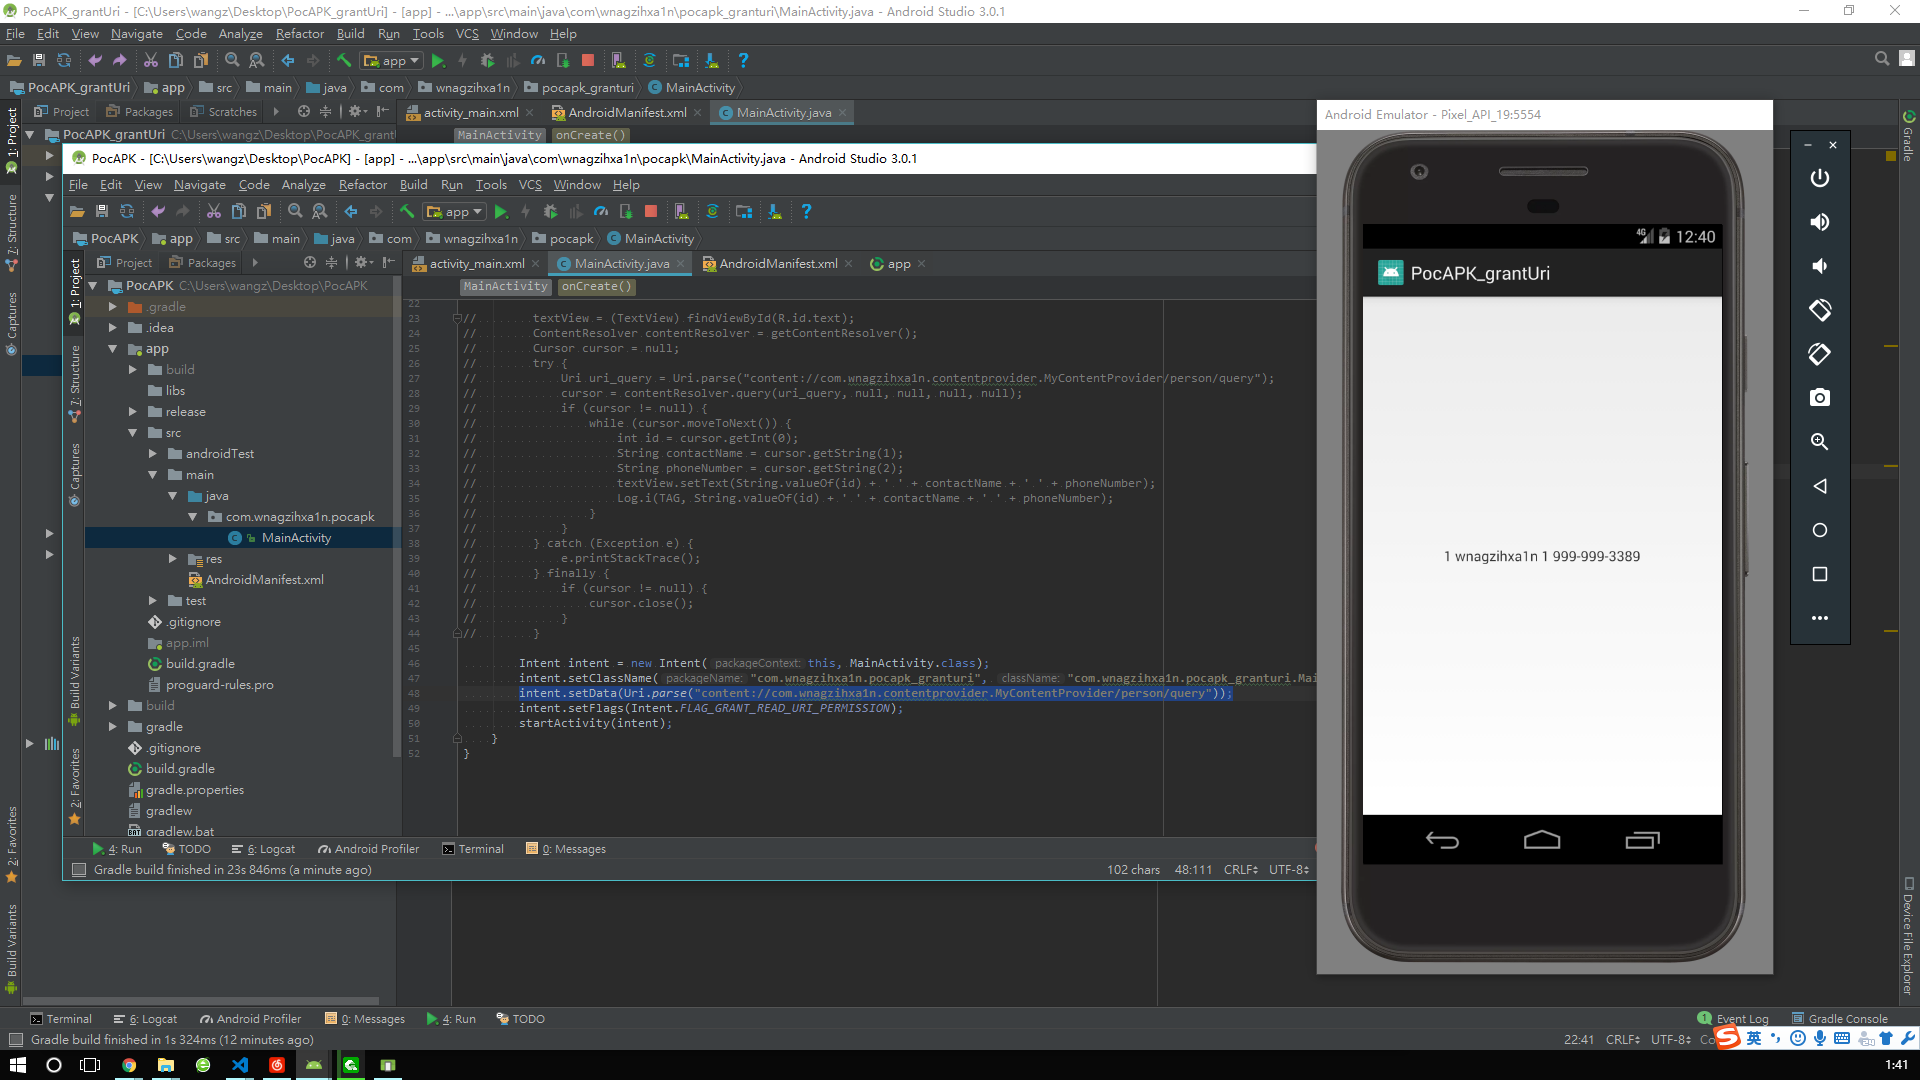 PocAPK_grantUri - [C:\Users\wangz\Desktop\PocAPK_grantUri] - [app] - ...\app\src\main\java\com\wnagzihxa1n\pocapk_granturi\MainActivity.java - Android Studio 3.0.1
File Edit View Navigate Code Analyze Refactor Build Run Tools VCS Window Help
app
PocAPK_grantUri app src main java com wnagzihxa1n pocapk_granturi MainActivity
Project Packages Scratches activity_main.xml AndroidManifest.xml MainActivity.java
PocAPK_grantUri C:\Users\wangz\Desktop\PocAPK_grantl
MainActivity onCreate()
1: Project
7: Structure
Captures
2: Favorites
Build Variants
PocAPK - [C:\Users\wangz\Desktop\PocAPK] - [app] - ...\app\src\main\java\com\wnagzihxa1n\pocapk\MainActivity.java - Android Studio 3.0.1
File Edit View Navigate Code Analyze Refactor Build Run Tools VCS Window Help
app
PocAPK app src main java com wnagzihxa1n pocapk MainActivity
Project Packages activity_main.xml MainActivity.java AndroidManifest.xml app
MainActivity onCreate()
1: Project
7: Structure
Captures
Build Variants
2: Favorites
PocAPK C:\Users\wangz\Desktop\PocAPK
.gradle
.idea
app
build
libs
release
src
androidTest
main
java
com.wnagzihxa1n.pocapk
MainActivity
res
AndroidManifest.xml
test
.gitignore
app.iml
build.gradle
proguard-rules.pro
build
gradle
.gitignore
build.gradle
gradle.properties
gradlew
gradlew.bat
22
23 // textView = (TextView) findViewById(R.id.text);
24 // ContentResolver contentResolver = getContentResolver();
25 // Cursor cursor = null;
26 // try {
27 // Uri uri_query = Uri.parse("content://com.wnagzihxa1n.contentprovider.MyContentProvider/person/query");
28 // cursor = contentResolver.query(uri_query, null, null, null, null);
29 // if (cursor != null) {
30 // while (cursor.moveToNext()) {
31 // int id = cursor.getInt(0);
32 // String contactName = cursor.getString(1);
33 // String phoneNumber = cursor.getString(2);
34 // textView.setText(String.valueOf(id) + ' ' + contactName + ' ' + phoneNumber);
35 // Log.i(TAG, String.valueOf(id) + ' ' + contactName + ' ' + phoneNumber);
36 // }
37 // }
38 // } catch (Exception e) {
39 // e.printStackTrace();
40 // } finally {
41 // if (cursor != null) {
42 // cursor.close();
43 // }
44 // }
45
46 Intent intent = new Intent( packageContext: this, MainActivity.class);
47 intent.setClassName( packageName: "com.wnagzihxa1n.pocapk_granturi", className: "com.wnagzihxa1n.pocapk_granturi.Mai
48 intent.setData(Uri.parse("content://com.wnagzihxa1n.contentprovider.MyContentProvider/person/query"));
49 intent.setFlags(Intent.FLAG_GRANT_READ_URI_PERMISSION);
50 startActivity(intent);
51 }
52 }
4: Run TODO 6: Logcat Android Profiler Terminal 0: Messages
Gradle build finished in 23s 846ms (a minute ago) 102 chars 48:111 CRLF UTF-8
Android Emulator - Pixel_API_19:5554
4G 12:40
PocAPK_grantUri
1 wnagzihxa1n 1 999-999-3389
Gradle
Device File Explorer
Terminal 6: Logcat Android Profiler 0: Messages 4: Run TODO 1 Event Log Gradle Console
Gradle build finished in 1s 324ms (12 minutes ago) 22:41 CRLF UTF-8 Co
S 英
1:41